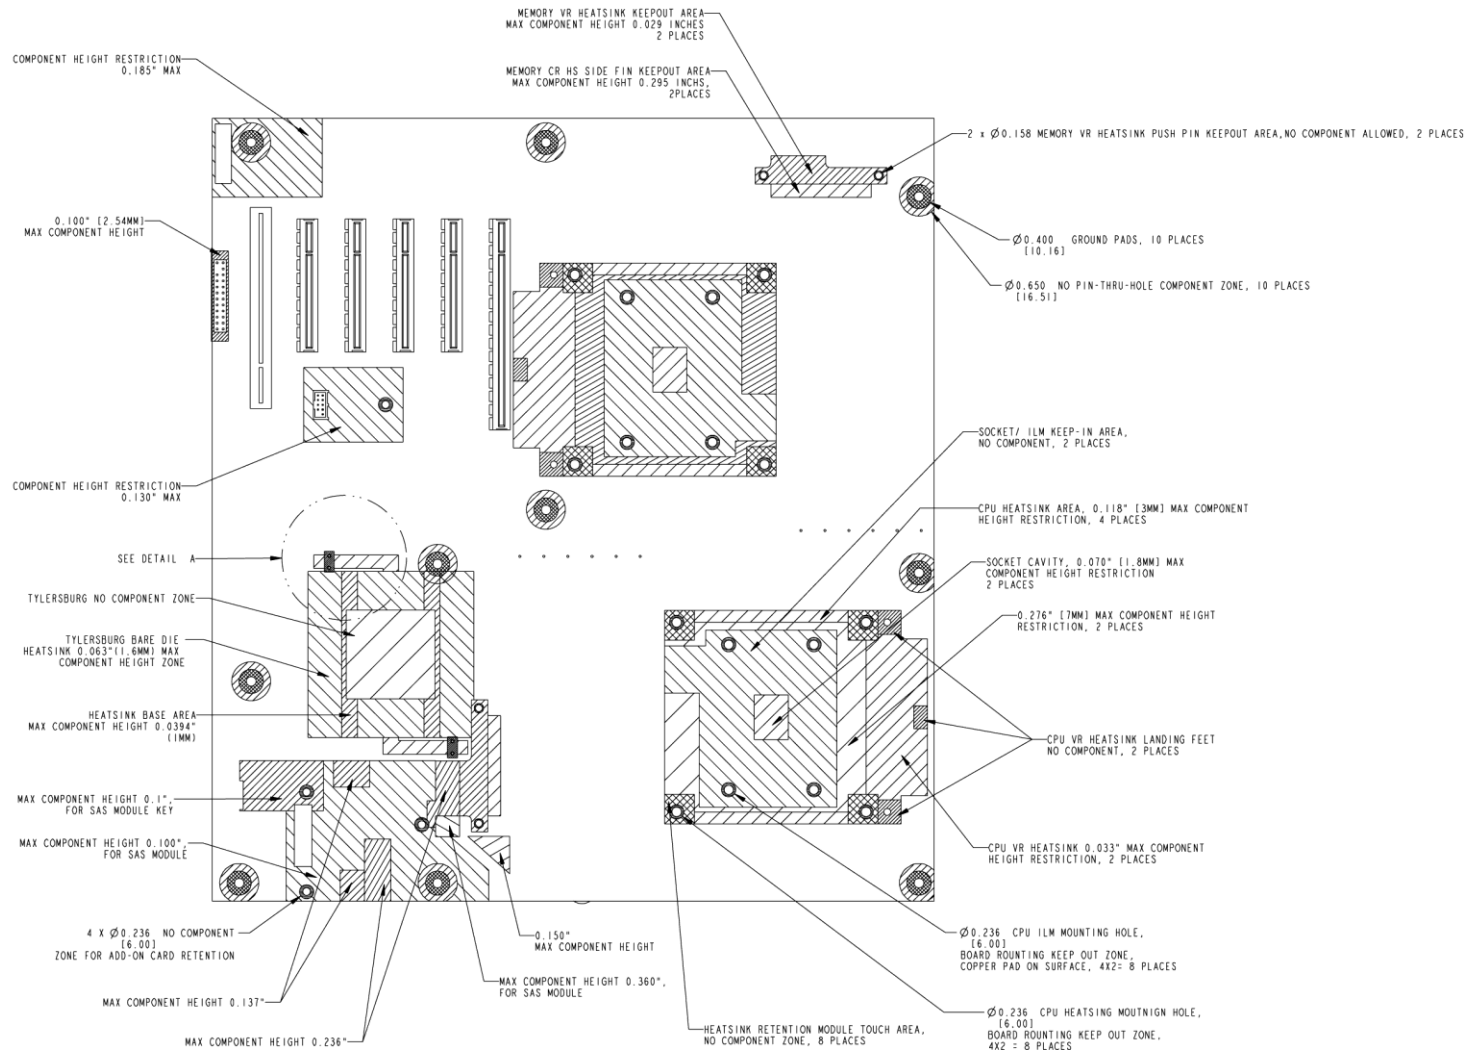 MEMORY VR HEATSINK KEEPOUT AREA
MAX COMPONENT HEIGHT 0.029 INCHES
2 PLACES
COMPONENT HEIGHT RESTRICTION
0.185" MAX
MEMORY CR HS SIDE FIN KEEPOUT AREA
MAX COMPONENT HEIGHT 0.295 INCHS,
2PLACES
2 x Ø0.158 MEMORY VR HEATSINK PUSH PIN KEEPOUT AREA,NO COMPONENT ALLOWED, 2 PLACES
0.100" [2.54MM]
MAX COMPONENT HEIGHT
Ø0.400 GROUND PADS, 10 PLACES
[10.16]
Ø0.650 NO PIN-THRU-HOLE COMPONENT ZONE, 10 PLACES
[16.51]
SOCKET/ ILM KEEP-IN AREA,
NO COMPONENT, 2 PLACES
COMPONENT HEIGHT RESTRICTION
0.130" MAX
CPU HEATSINK AREA, 0.118" [3MM] MAX COMPONENT
HEIGHT RESTRICTION, 4 PLACES
SEE DETAIL A
SOCKET CAVITY, 0.070" [1.8MM] MAX
COMPONENT HEIGHT RESTRICTION
2 PLACES
TYLERSBURG NO COMPONENT ZONE
0.276" [7MM] MAX COMPONENT HEIGHT
RESTRICTION, 2 PLACES
TYLERSBURG BARE DIE
HEATSINK 0.063"(1.6MM) MAX
COMPONENT HEIGHT ZONE
HEATSINK BASE AREA
MAX COMPONENT HEIGHT 0.0394"
(1MM)
CPU VR HEATSINK LANDING FEET
NO COMPONENT, 2 PLACES
MAX COMPONENT HEIGHT 0.1",
FOR SAS MODULE KEY
MAX COMPONENT HEIGHT 0.100",
FOR SAS MODULE
CPU VR HEATSINK 0.033" MAX COMPONENT
HEIGHT RESTRICTION, 2 PLACES
4 X Ø0.236 NO COMPONENT
[6.00]
ZONE FOR ADD-ON CARD RETENTION
0.150"
MAX COMPONENT HEIGHT
Ø0.236 CPU ILM MOUNTING HOLE,
[6.00]
BOARD ROUNTING KEEP OUT ZONE,
COPPER PAD ON SURFACE, 4X2= 8 PLACES
MAX COMPONENT HEIGHT 0.360",
FOR SAS MODULE
MAX COMPONENT HEIGHT 0.137"
Ø0.236 CPU HEATSING MOUTNIGN HOLE,
[6.00]
BOARD ROUNTING KEEP OUT ZONE,
4X2 = 8 PLACES
HEATSINK RETENTION MODULE TOUCH AREA,
NO COMPONENT ZONE, 8 PLACES
MAX COMPONENT HEIGHT 0.236"